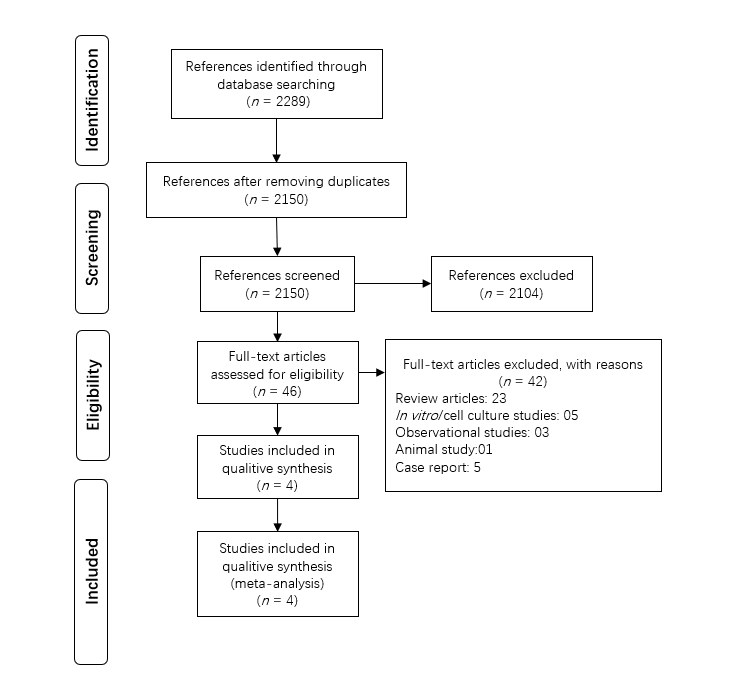 Identification
References identified through
database searching
(n = 2289)
References after removing duplicates
(n = 2150)
Screening
References screened
(n = 2150)
References excluded
(n = 2104)
Eligibility
Full-text articles
assessed for eligibility
(n = 46)
Full-text articles excluded, with reasons
(n = 42)
Review articles: 23
In vitro/cell culture studies: 05
Observational studies: 03
Animal study:01
Case report: 5
Studies included in
qualitive synthesis
(n = 4)
Included
Studies included in
qualitive synthesis
(meta-analysis)
(n = 4)